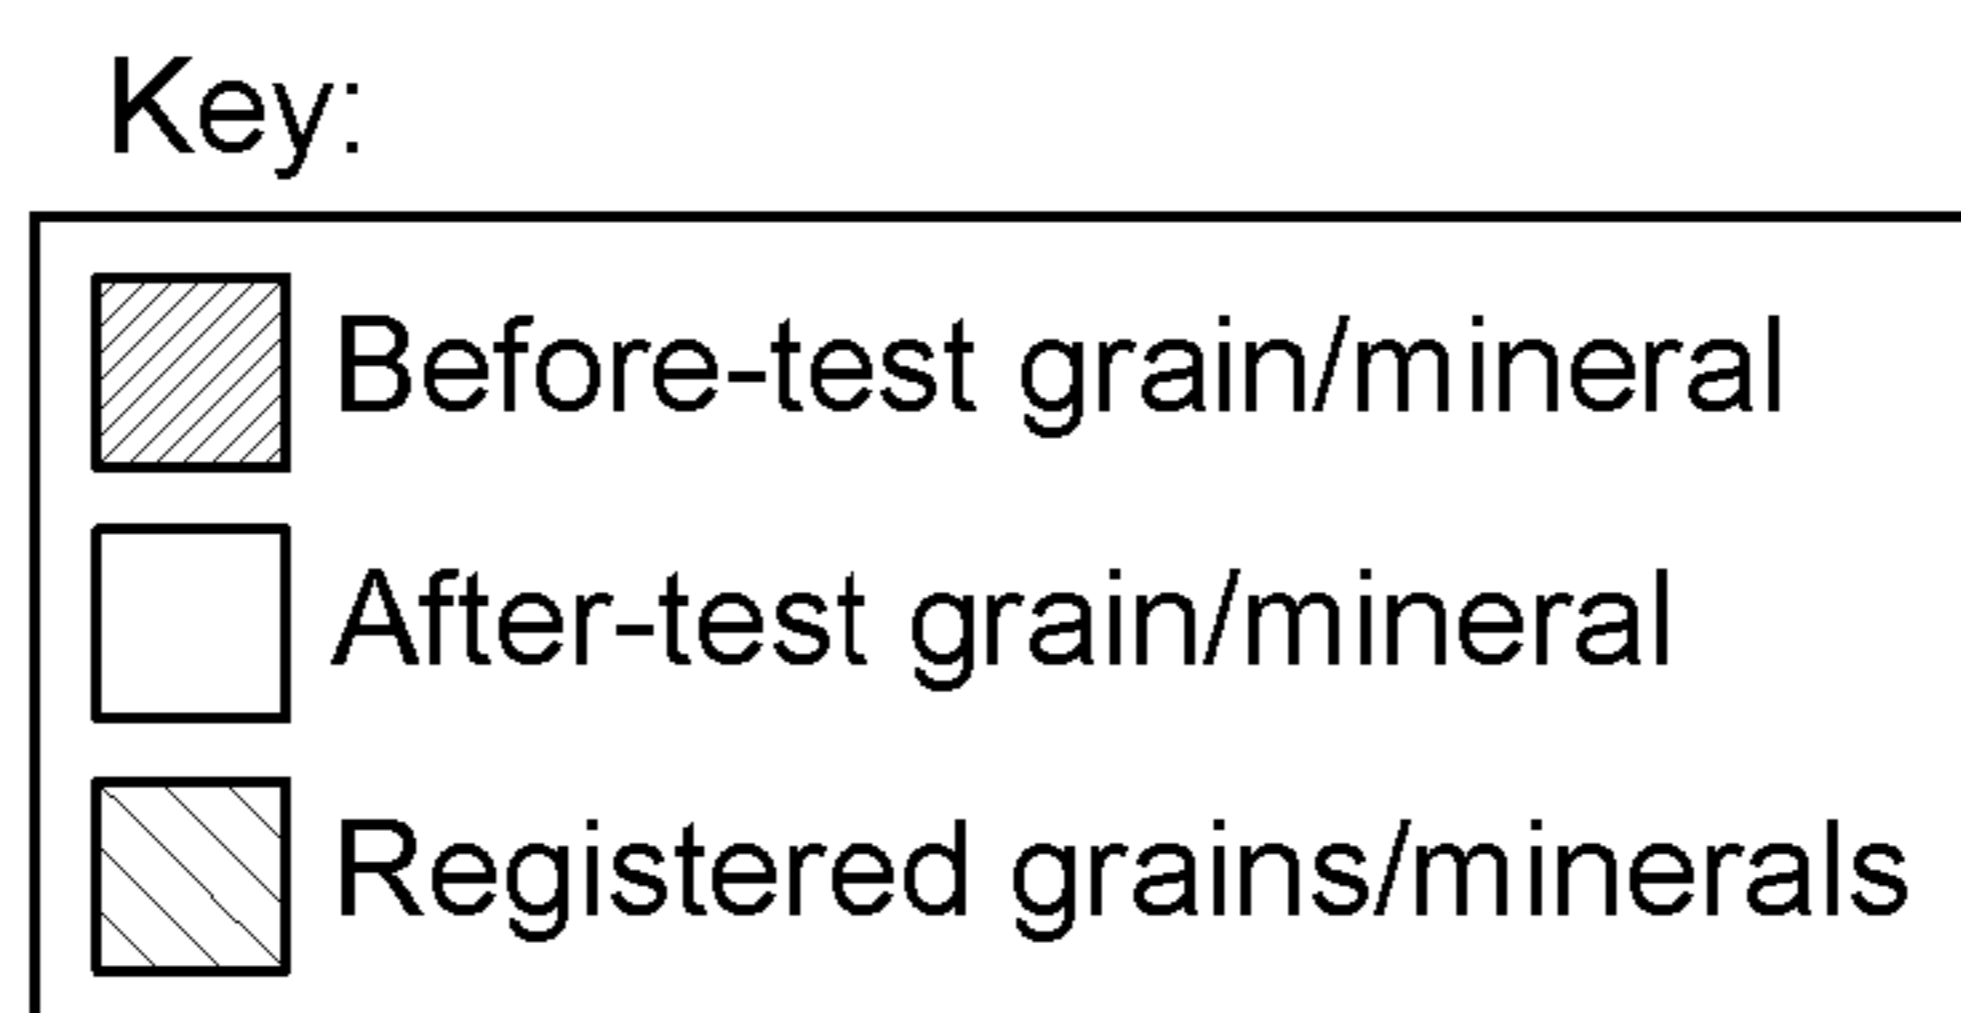 Key:
Before-test grain/mineral
After-test grain/mineral
Registered grains/minerals